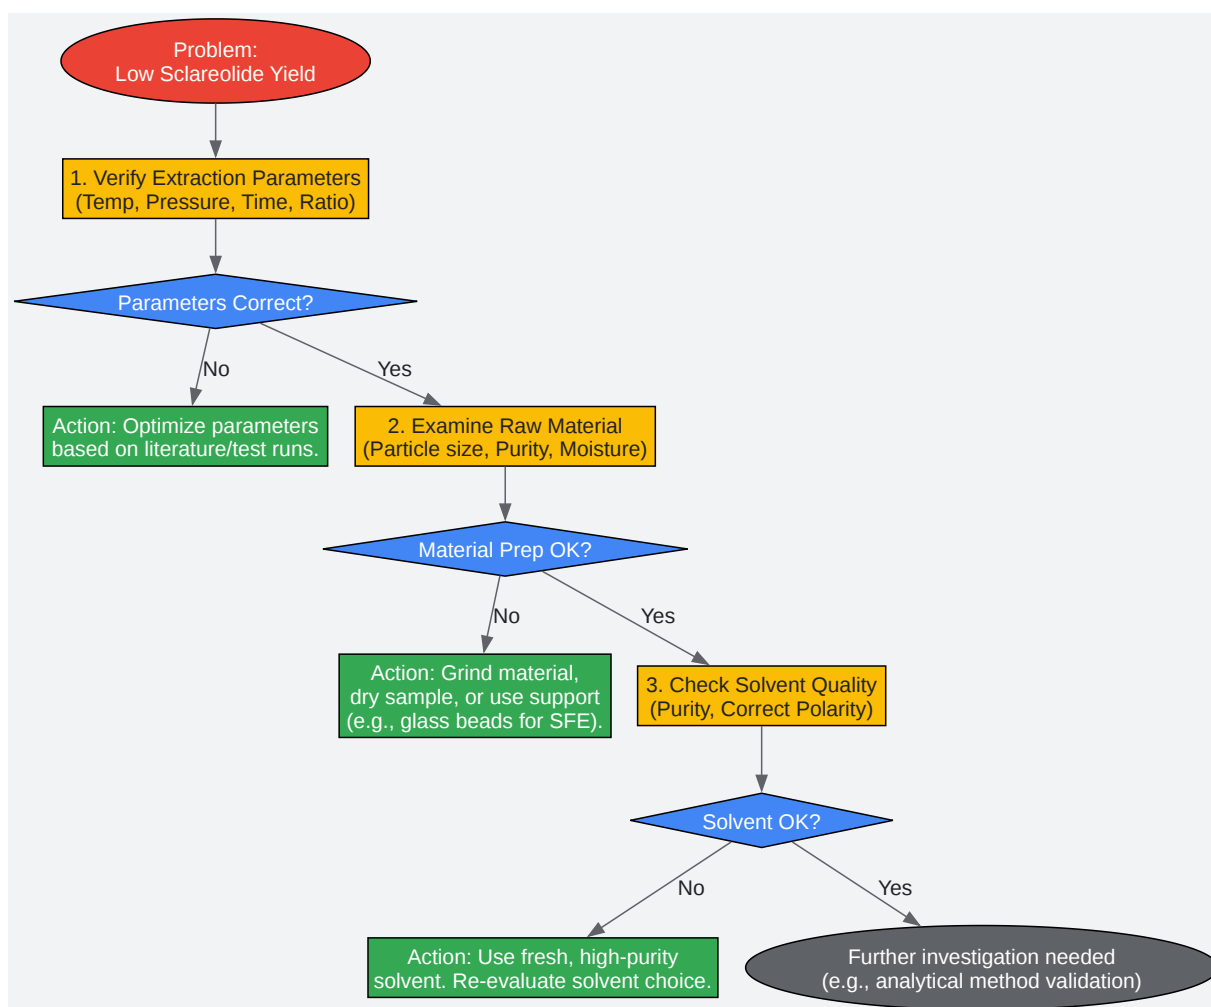 Problem:
Low Sclareolide Yield
1. Verify Extraction Parameters
(Temp, Pressure, Time, Ratio)
Parameters Correct?
No
Yes
Action: Optimize parameters
based on literature/test runs.
2. Examine Raw Material
(Particle size, Purity, Moisture)
Material Prep OK?
No
Yes
Action: Grind material,
dry sample, or use support
(e.g., glass beads for SFE).
3. Check Solvent Quality
(Purity, Correct Polarity)
Solvent OK?
No
Yes
Action: Use fresh, high-purity
solvent. Re-evaluate solvent choice.
Further investigation needed
(e.g., analytical method validation)